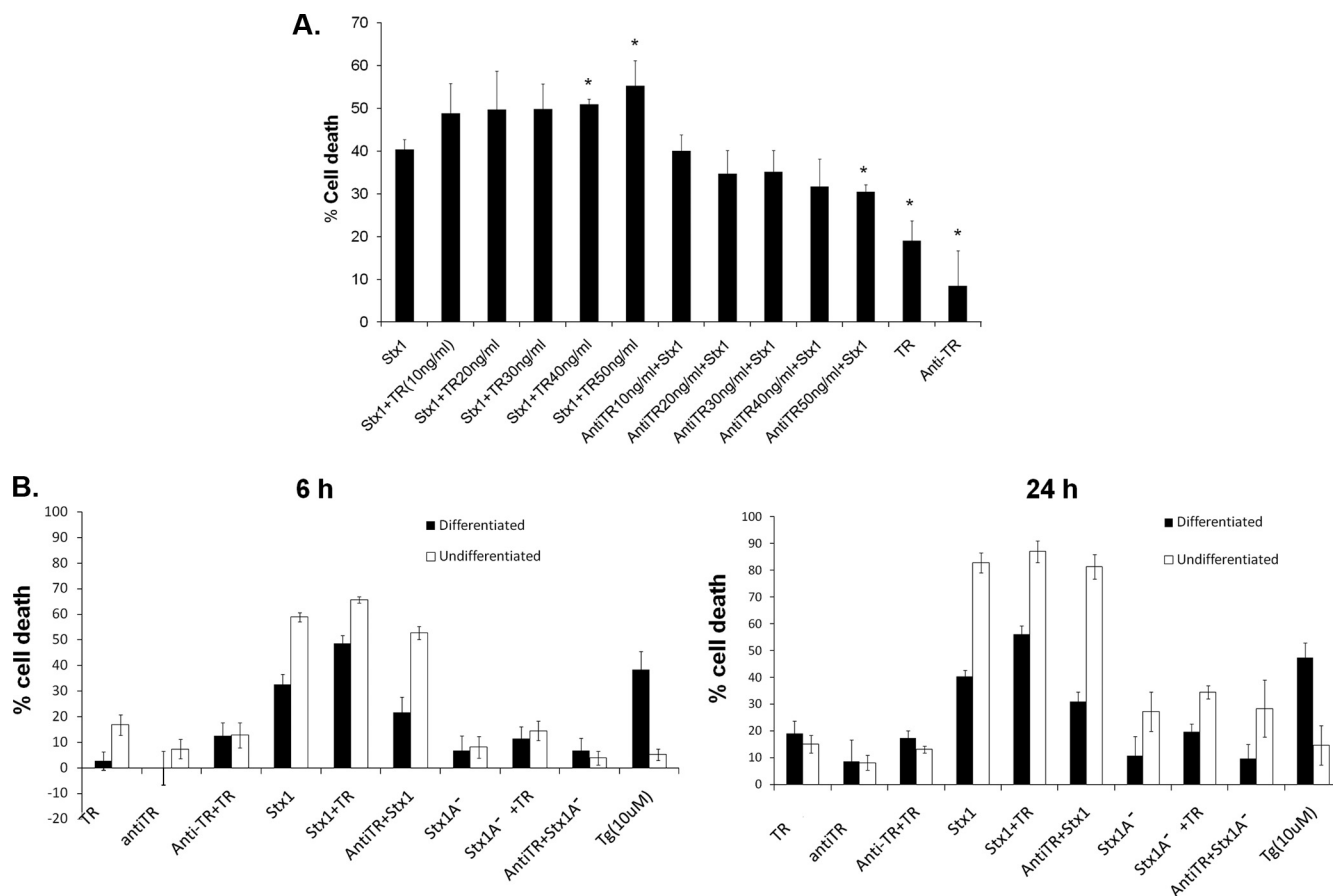 A.
% Cell death
70
60
50
40
30
20
10
0
*
*
*
*
*
Stx1
Stx1+TR(10ng/ml)
Stx1+TR20ng/ml
Stx1+TR30ng/ml
Stx1+TR40ng/ml
Stx1+TR50ng/ml
AntiTR10ng/ml+Stx1
AntiTR20ng/ml+Stx1
AntiTR30ng/ml+Stx1
AntiTR40ng/ml+Stx1
AntiTR50ng/ml+Stx1
TR
Anti-TR
B.
6 h
% cell death
100
90
80
70
60
50
40
30
20
10
0
-10
-20
Differentiated
Undifferentiated
TR
antiTR
Anti-TR+TR
Stx1
Stx1+TR
AntiTR+Stx1
Stx1A⁻
Stx1A⁻ +TR
AntiTR+Stx1A⁻
Tg(10uM)
24 h
% cell death
100
90
80
70
60
50
40
30
20
10
0
Differentiated
Undifferentiated
TR
antiTR
Anti-TR+TR
Stx1
Stx1+TR
AntiTR+Stx1
Stx1A⁻
Stx1A⁻ +TR
AntiTR+Stx1A⁻
Tg(10uM)